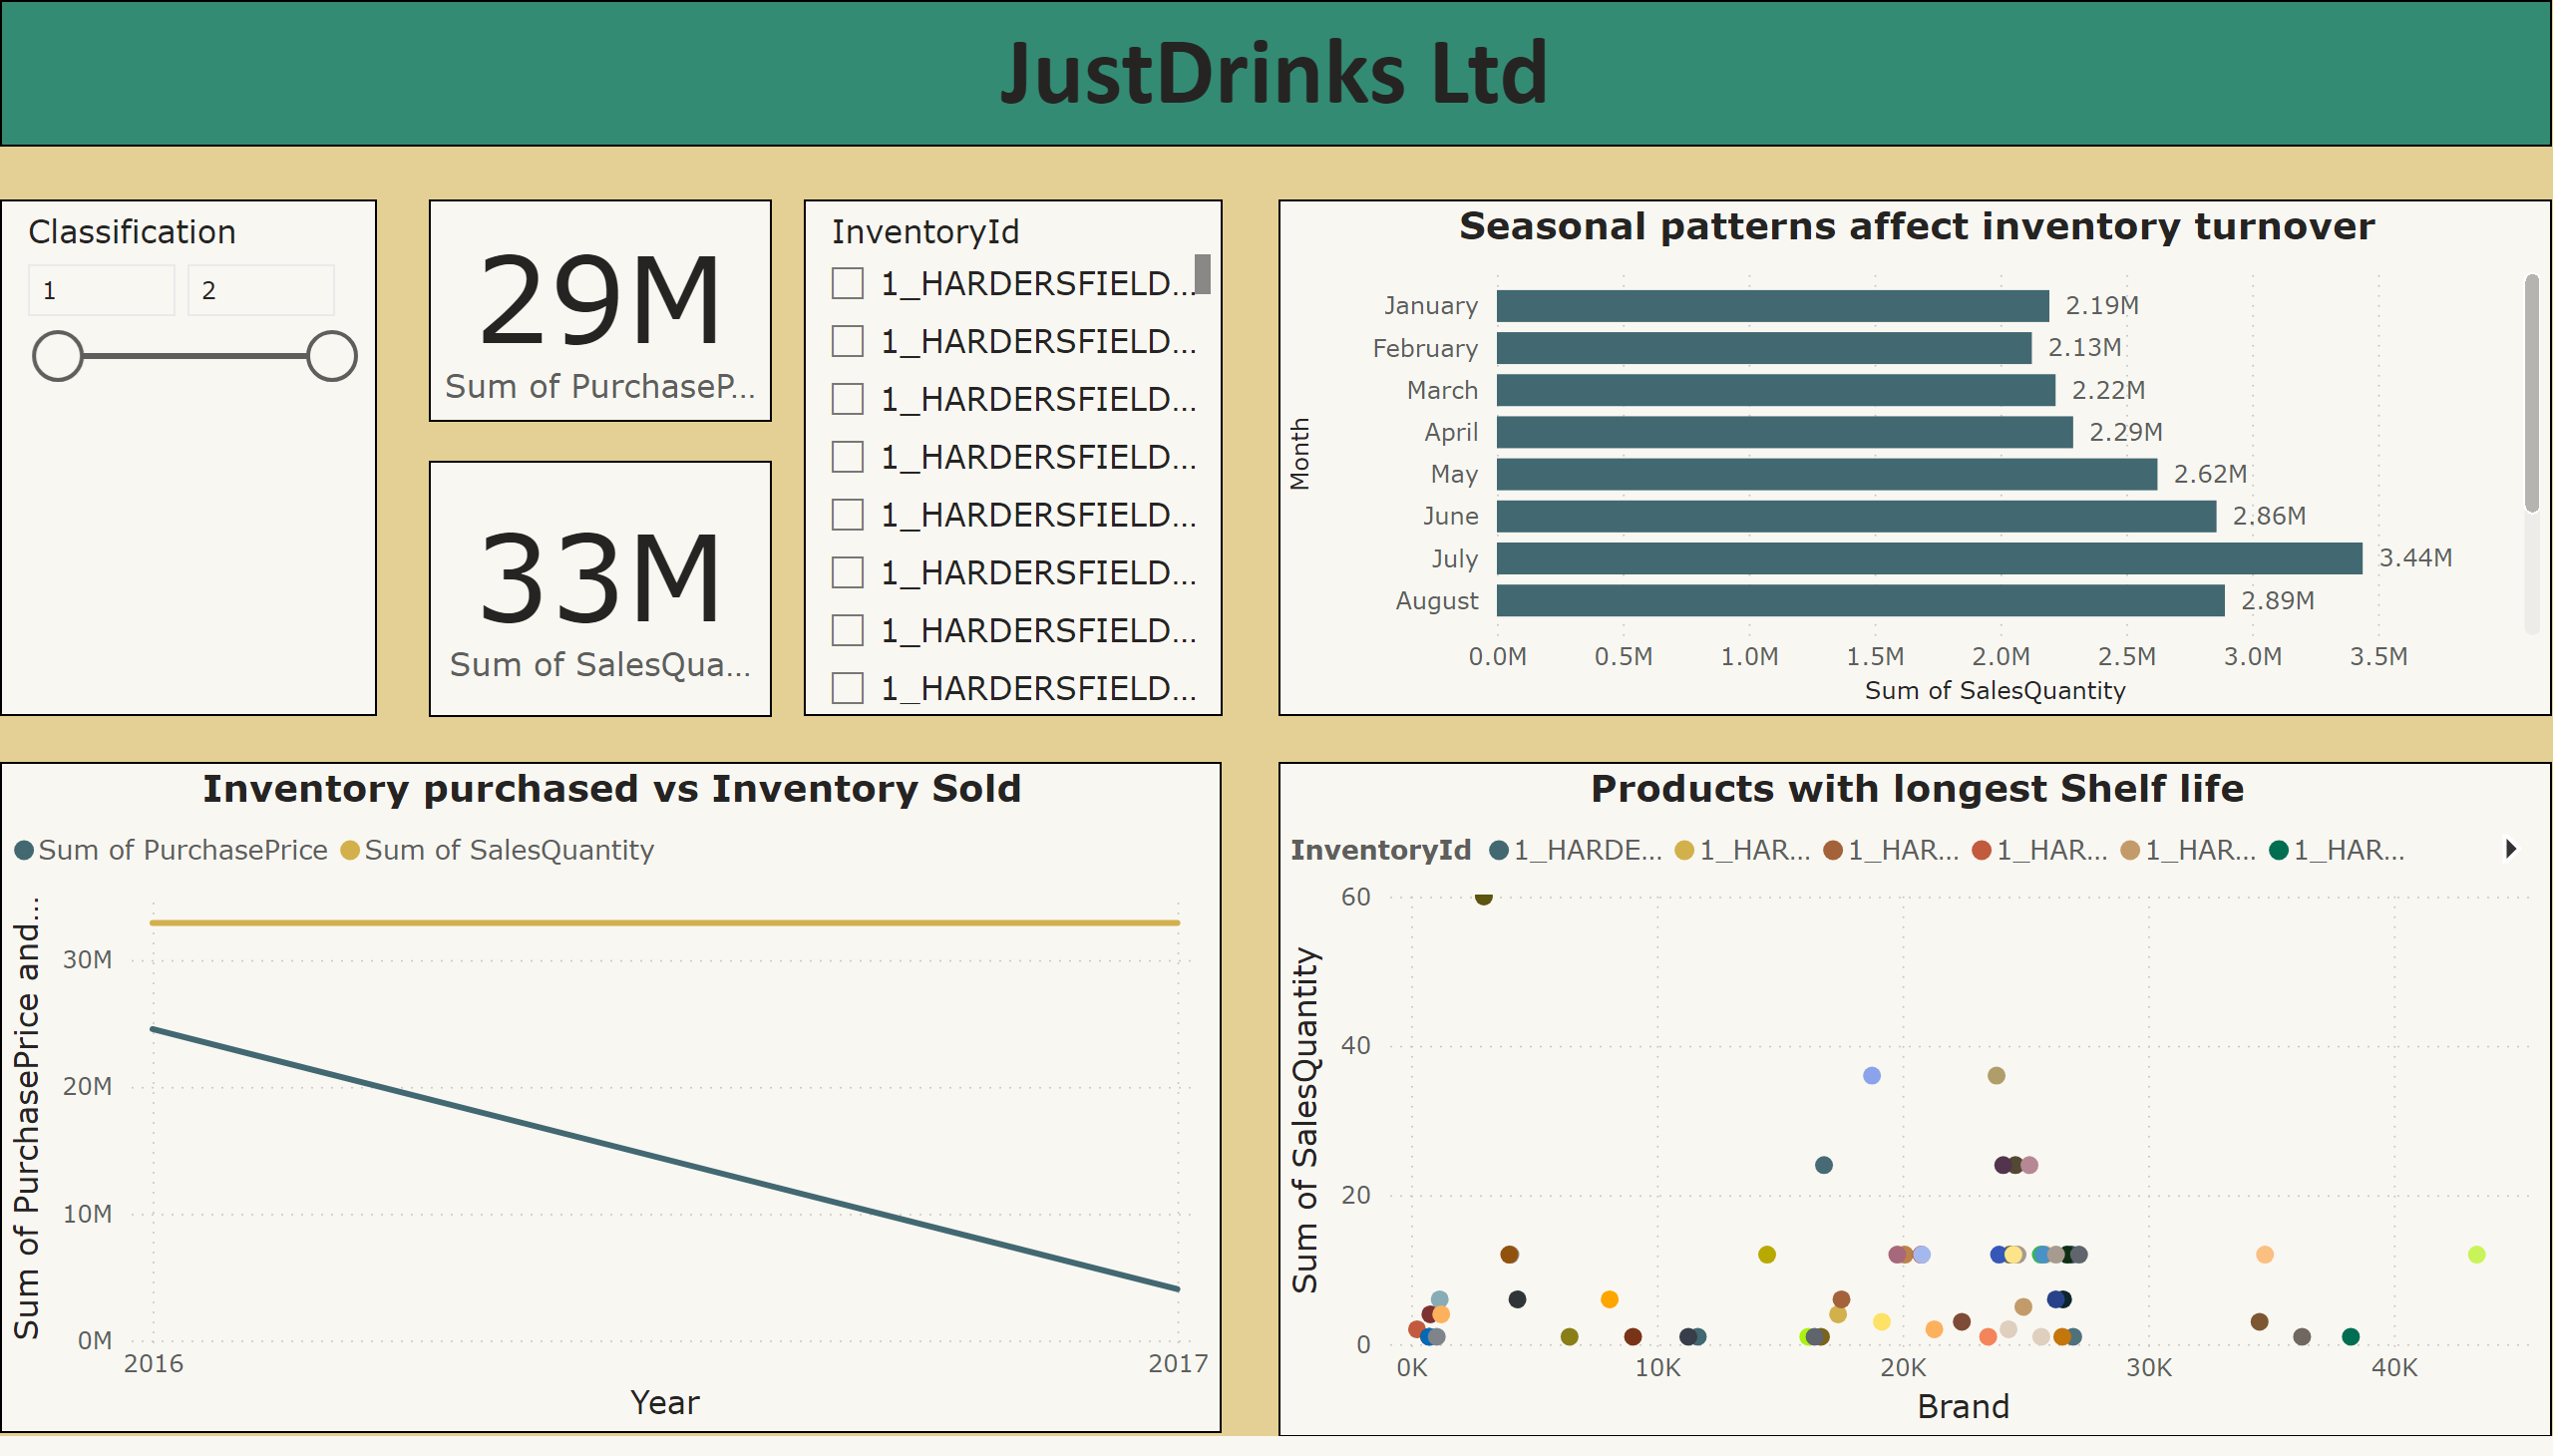 JustDrinks Ltd
Classification
1 2
29M
Sum of PurchaseP...
33M
Sum of SalesQua...
InventoryId
1_HARDERSFIELD...
1_HARDERSFIELD...
1_HARDERSFIELD...
1_HARDERSFIELD...
1_HARDERSFIELD...
1_HARDERSFIELD...
1_HARDERSFIELD...
1_HARDERSFIELD...
Seasonal patterns affect inventory turnover
Month
January 2.19M
February 2.13M
March 2.22M
April 2.29M
May 2.62M
June 2.86M
July 3.44M
August 2.89M
0.0M 0.5M 1.0M 1.5M 2.0M 2.5M 3.0M 3.5M
Sum of SalesQuantity
Inventory purchased vs Inventory Sold
Sum of PurchasePrice Sum of SalesQuantity
Sum of PurchasePrice and...
30M
20M
10M
0M
2016 2017
Year
Products with longest Shelf life
InventoryId 1_HARDE... 1_HAR... 1_HAR... 1_HAR... 1_HAR... 1_HAR...
Sum of SalesQuantity
60
40
20
0
0K 10K 20K 30K 40K
Brand